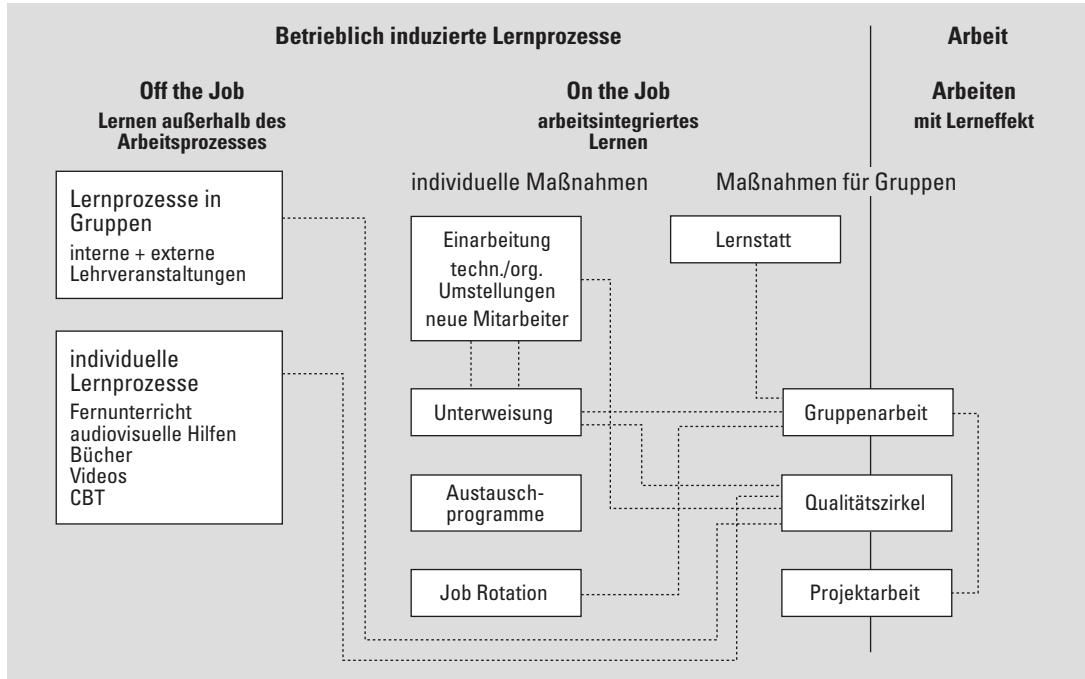 Betrieblich induzierte Lernprozesse
Arbeit
Off the Job
Lernen außerhalb des
Arbeitsprozesses
On the Job
arbeitsintegriertes
Lernen
Arbeiten
mit Lerneffekt
individuelle Maßnahmen
Maßnahmen für Gruppen
Lernprozesse in
Gruppen
interne + externe
Lehrveranstaltungen
individuelle
Lernprozesse
Fernunterricht
audiovisuelle Hilfen
Bücher
Videos
CBT
Einarbeitung
techn./org.
Umstellungen
neue Mitarbeiter
Unterweisung
Austausch-
programme
Job Rotation
Lernstatt
Gruppenarbeit
Qualitätszirkel
Projektarbeit